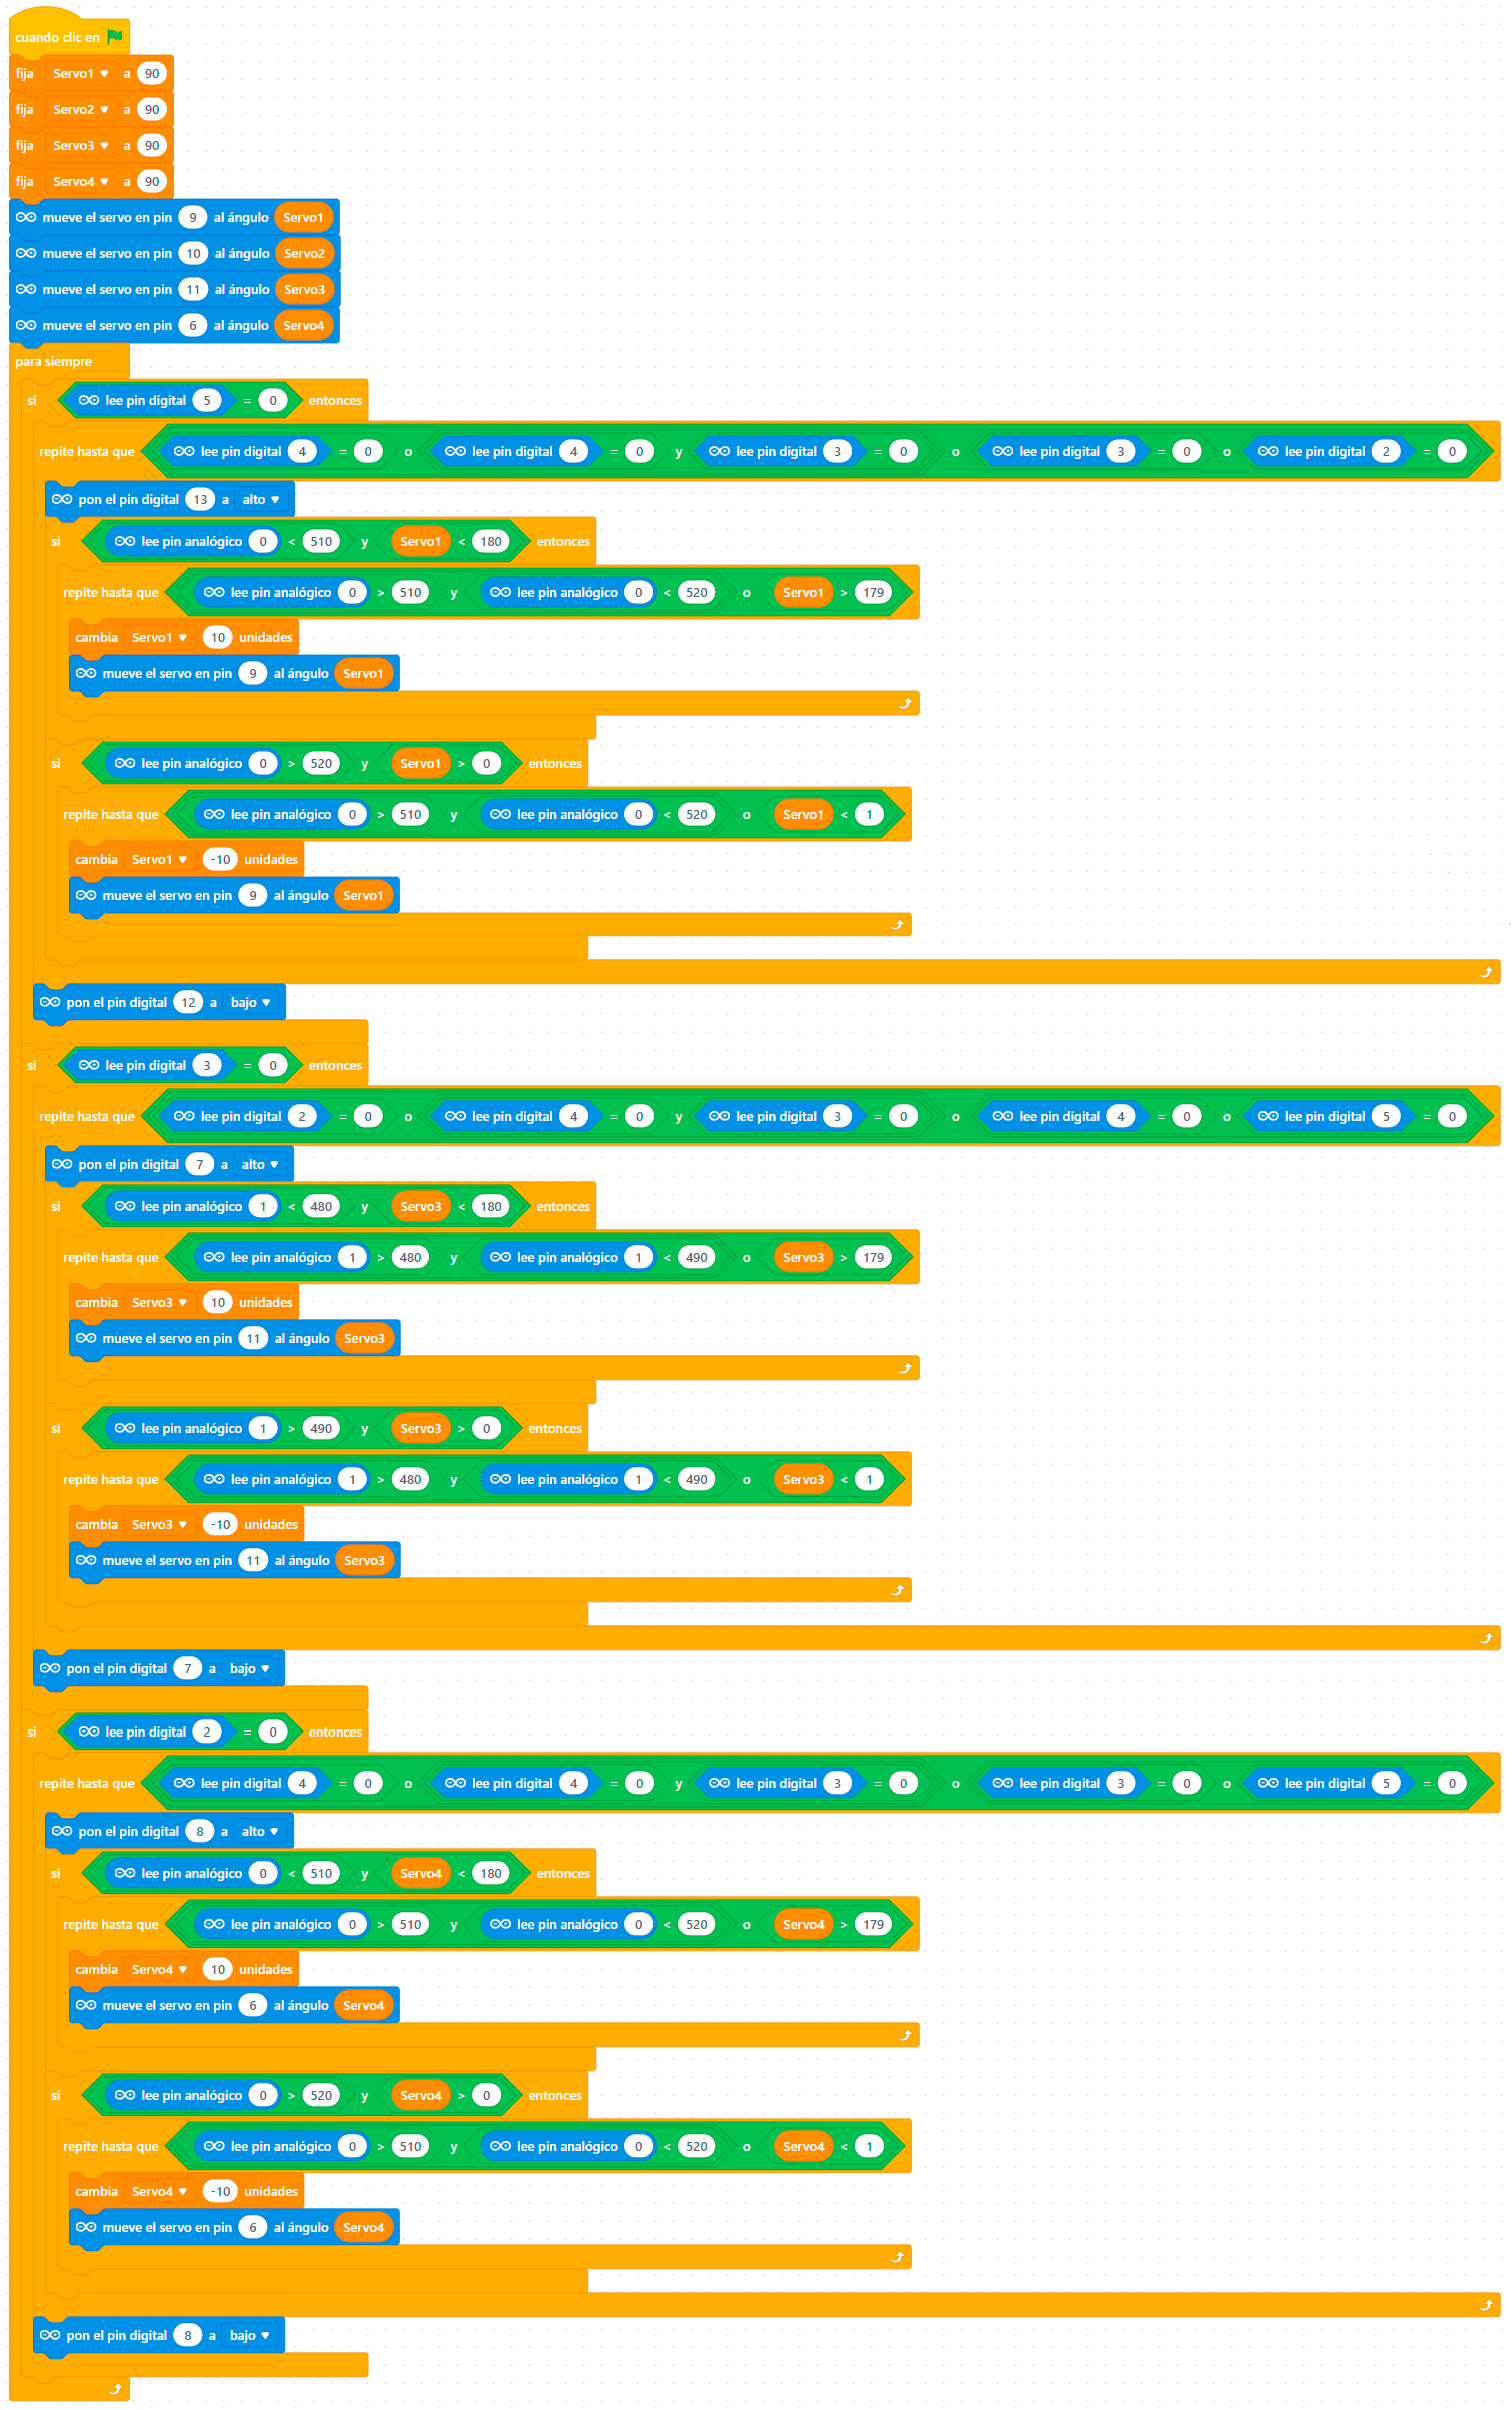 cuando clic en
fija Servo1 a 90
fija Servo2 a 90
fija Servo3 a 90
fija Servo4 a 90
mueve el servo en pin 9 al ángulo Servo1
mueve el servo en pin 10 al ángulo Servo2
mueve el servo en pin 11 al ángulo Servo3
mueve el servo en pin 6 al ángulo Servo4
para siempre
si lee pin digital 5 = 0 entonces
repite hasta que lee pin digital 4 = 0 o lee pin digital 4 = 0 y lee pin digital 3 = 0 o lee pin digital 3 = 0 o lee pin digital 2 = 0
pon el pin digital 13 a alto
si lee pin analógico 0 < 510 y Servo1 < 180 entonces
repite hasta que lee pin analógico 0 > 510 y lee pin analógico 0 < 520 o Servo1 > 179
cambia Servo1 10 unidades
mueve el servo en pin 9 al ángulo Servo1
si lee pin analógico 0 > 520 y Servo1 > 0 entonces
repite hasta que lee pin analógico 0 > 510 y lee pin analógico 0 < 520 o Servo1 < 1
cambia Servo1 -10 unidades
mueve el servo en pin 9 al ángulo Servo1
pon el pin digital 12 a bajo
si lee pin digital 3 = 0 entonces
repite hasta que lee pin digital 2 = 0 o lee pin digital 4 = 0 y lee pin digital 3 = 0 o lee pin digital 4 = 0 o lee pin digital 5 = 0
pon el pin digital 7 a alto
si lee pin analógico 1 < 480 y Servo3 < 180 entonces
repite hasta que lee pin analógico 1 > 480 y lee pin analógico 1 < 490 o Servo3 > 179
cambia Servo3 10 unidades
mueve el servo en pin 11 al ángulo Servo3
si lee pin analógico 1 > 490 y Servo3 > 0 entonces
repite hasta que lee pin analógico 1 > 480 y lee pin analógico 1 < 490 o Servo3 < 1
cambia Servo3 -10 unidades
mueve el servo en pin 11 al ángulo Servo3
pon el pin digital 7 a bajo
si lee pin digital 2 = 0 entonces
repite hasta que lee pin digital 4 = 0 o lee pin digital 4 = 0 y lee pin digital 3 = 0 o lee pin digital 3 = 0 o lee pin digital 5 = 0
pon el pin digital 8 a alto
si lee pin analógico 0 < 510 y Servo4 < 180 entonces
repite hasta que lee pin analógico 0 > 510 y lee pin analógico 0 < 520 o Servo4 > 179
cambia Servo4 10 unidades
mueve el servo en pin 6 al ángulo Servo4
si lee pin analógico 0 > 520 y Servo4 > 0 entonces
repite hasta que lee pin analógico 0 > 510 y lee pin analógico 0 < 520 o Servo4 < 1
cambia Servo4 -10 unidades
mueve el servo en pin 6 al ángulo Servo4
pon el pin digital 8 a bajo